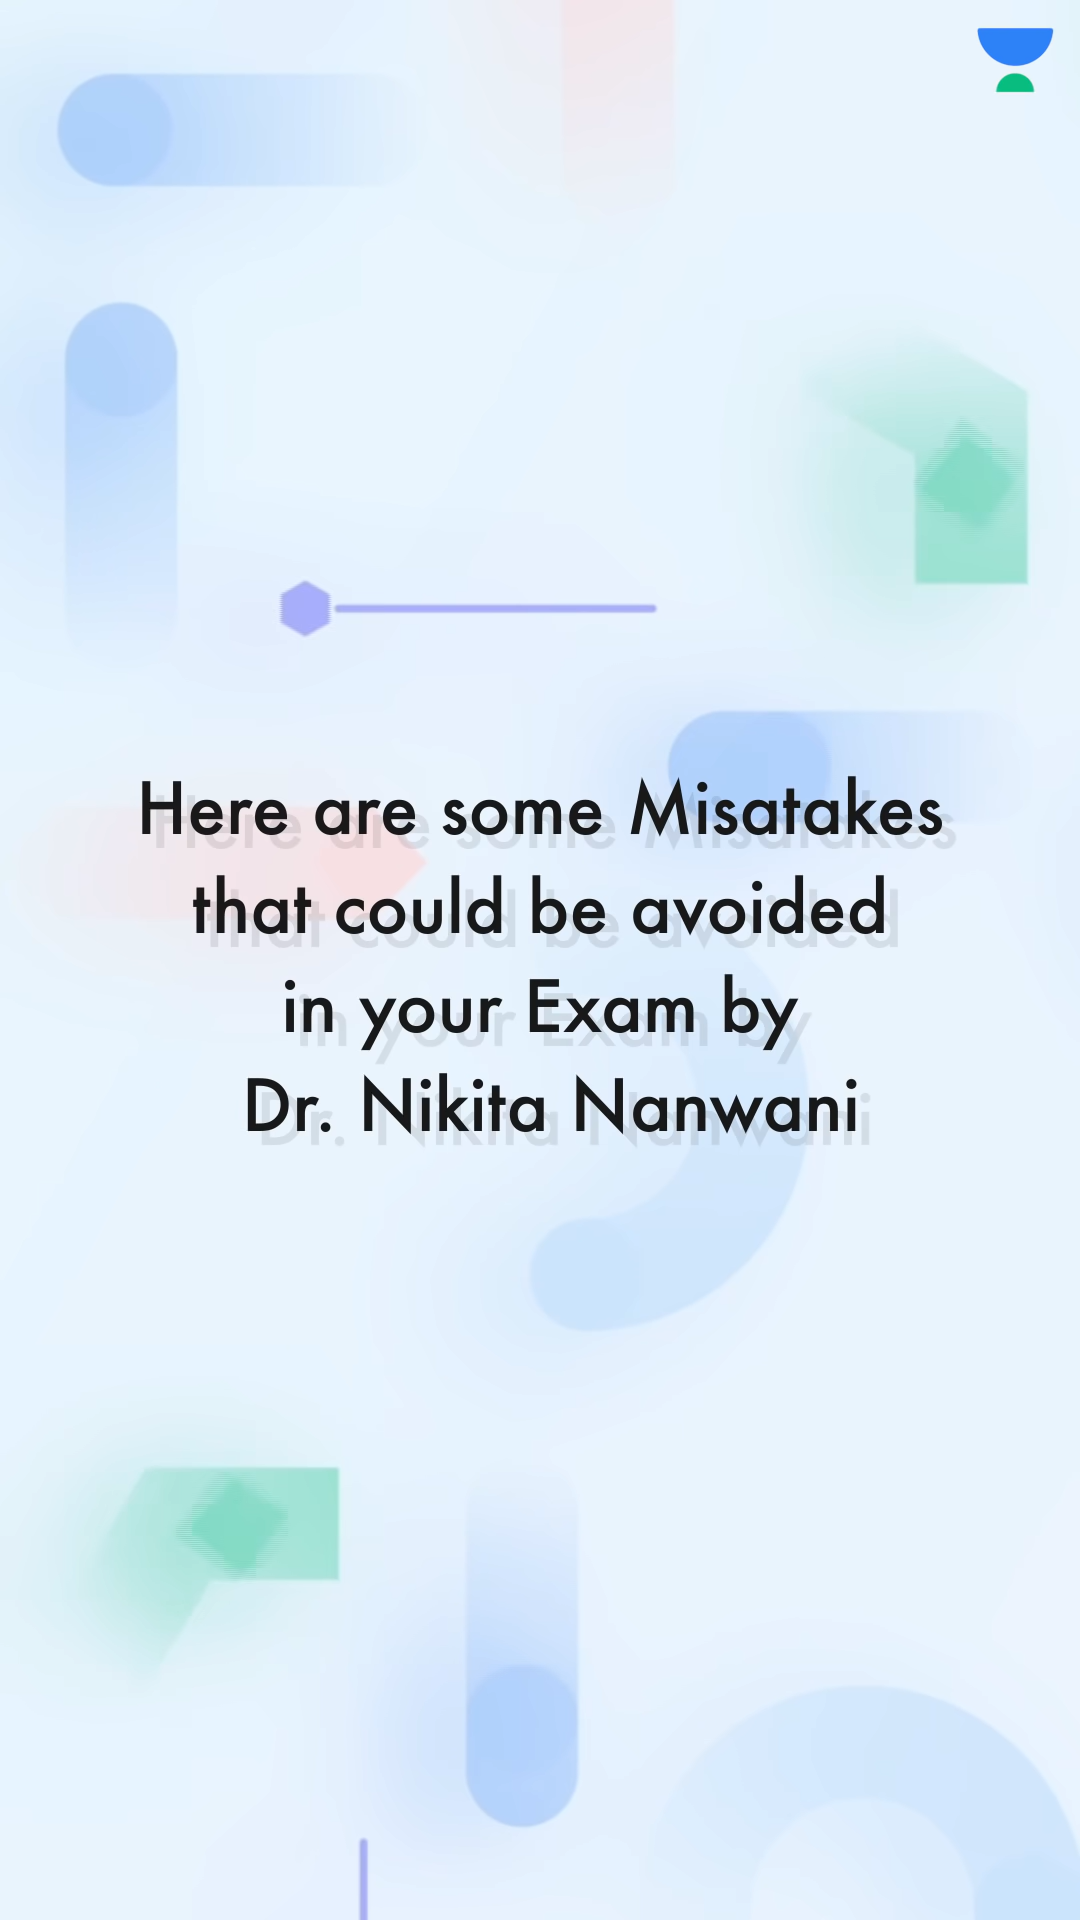 Here are some Misatakes
that could be avoided
in your Exam by
Dr. Nikita Nanwani